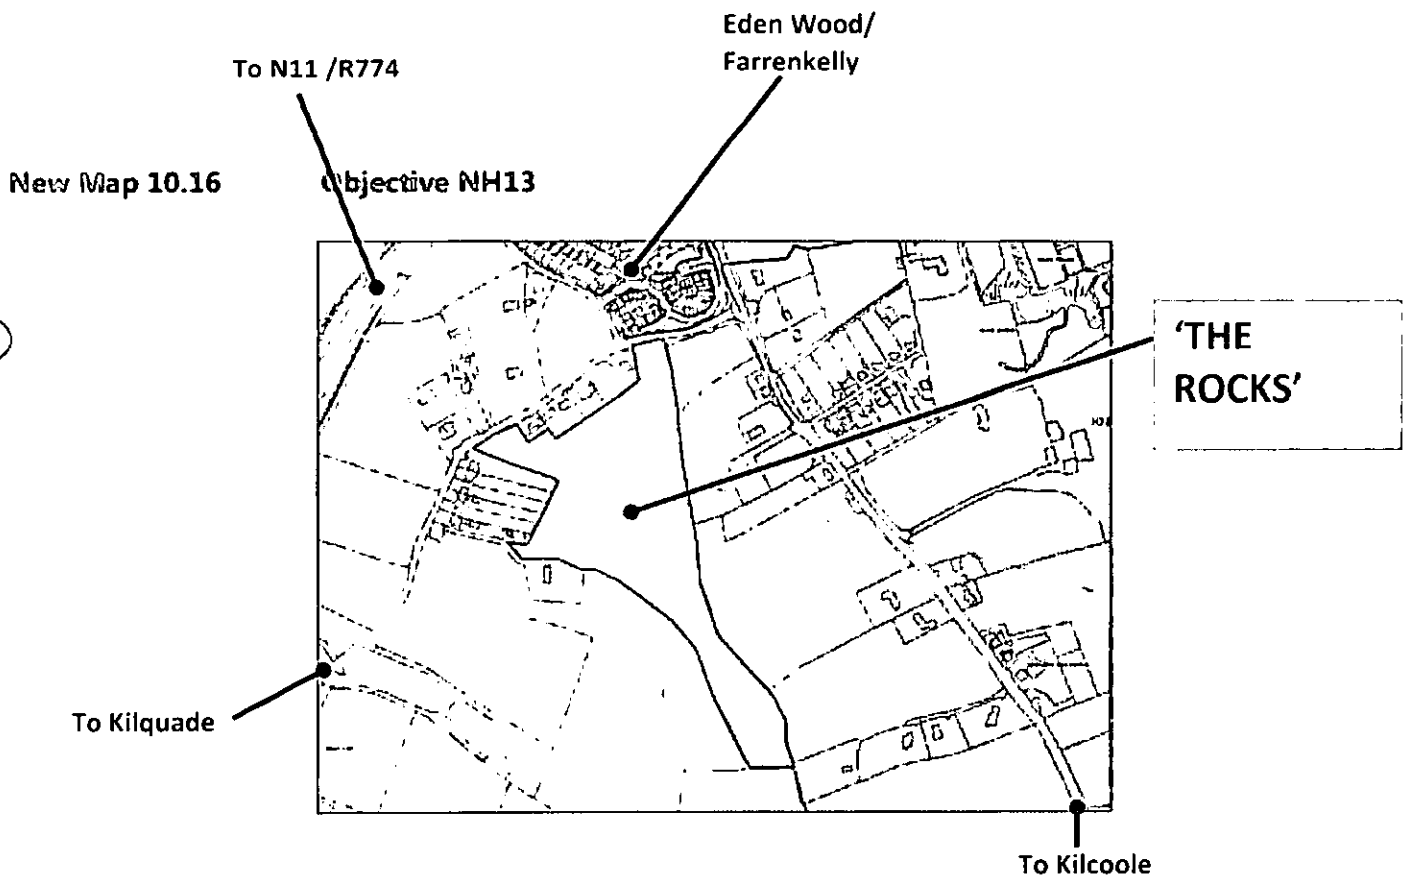 Eden Wood/
Farrenkelly
To N11 /R774
New Map 10.16 Objective NH13
'THE
ROCKS'
To Kilquade
To Kilcoole